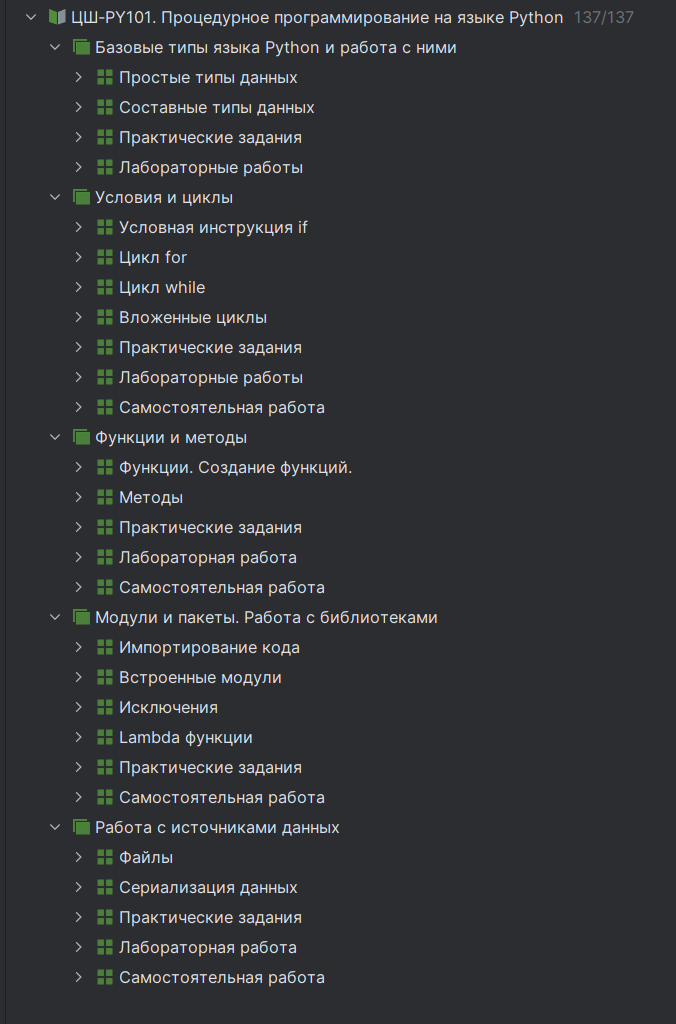 ЦШ-PY101. Процедурное программирование на языке Python 137/137
Базовые типы языка Python и работа с ними
Простые типы данных
Составные типы данных
Практические задания
Лабораторные работы
Условия и циклы
Условная инструкция if
Цикл for
Цикл while
Вложенные циклы
Практические задания
Лабораторные работы
Самостоятельная работа
Функции и методы
Функции. Создание функций.
Методы
Практические задания
Лабораторная работа
Самостоятельная работа
Модули и пакеты. Работа с библиотеками
Импортирование кода
Встроенные модули
Исключения
Lambda функции
Практические задания
Самостоятельная работа
Работа с источниками данных
Файлы
Сериализация данных
Практические задания
Лабораторная работа
Самостоятельная работа